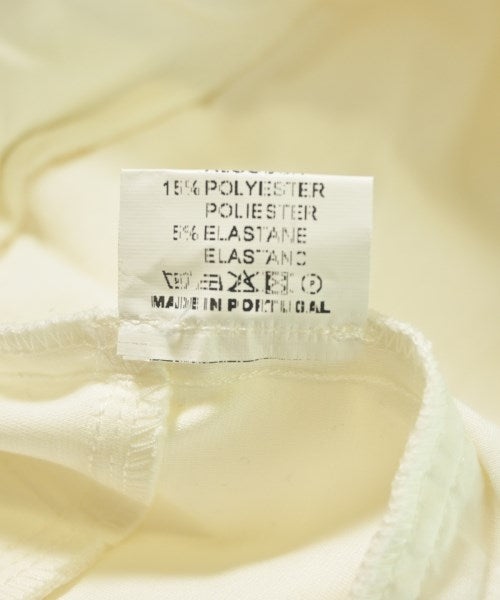 15% POLYESTER
POLIESTER
5% ELASTANE
ELASTANO
MADE IN PORTUGAL